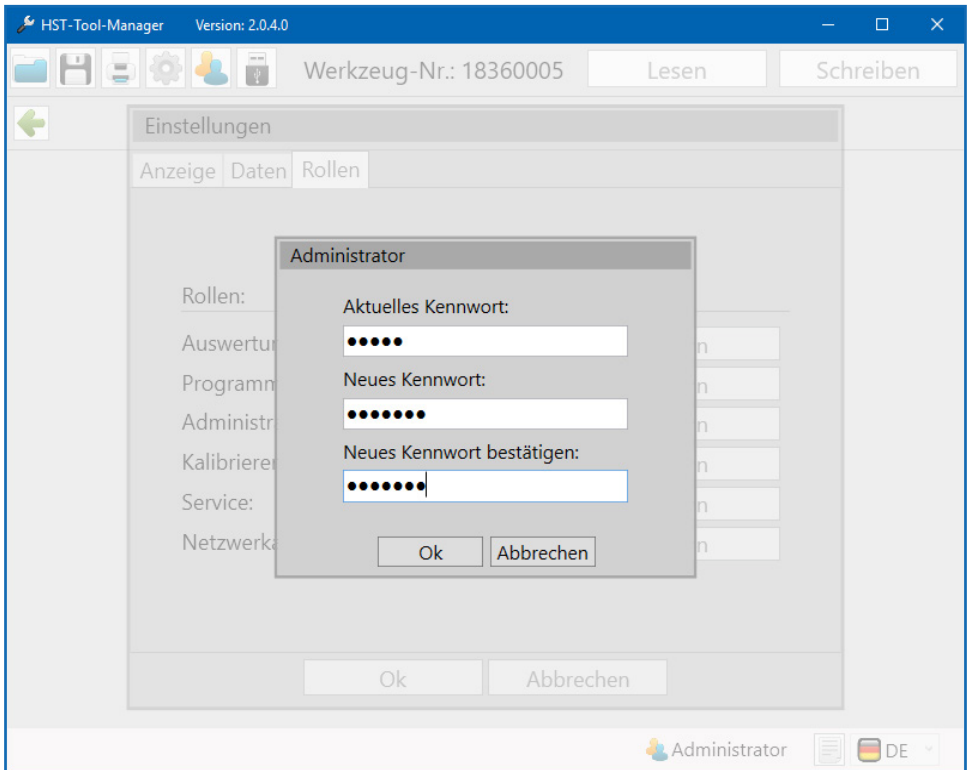 HST-Tool-Manager Version: 2.0.4.0
Werkzeug-Nr.: 18360005 Lesen Schreiben
Einstellungen
Anzeige Daten Rollen
Administrator
Rollen:
Aktuelles Kennwort:
•••••
Neues Kennwort:
•••••••
Neues Kennwort bestätigen:
•••••••
Service:
Ok Abbrechen
Ok Abbrechen
Administrator DE